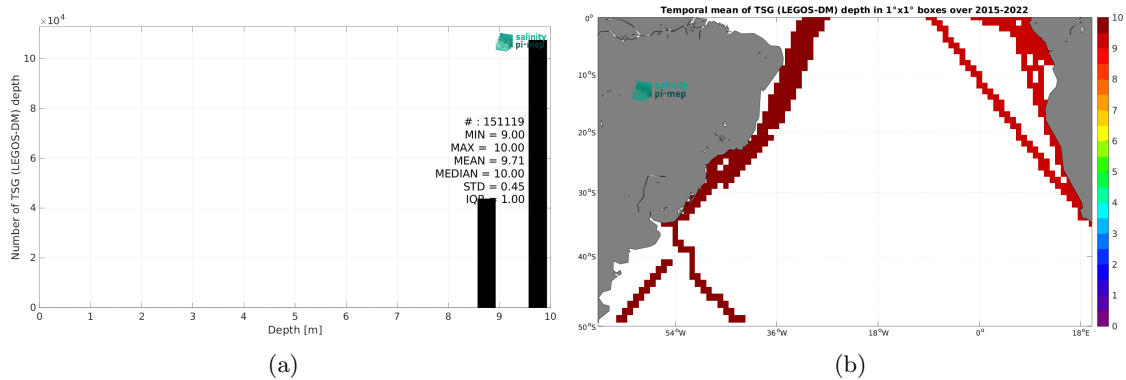 ×10⁴
10
8
6
4
2
0
Number of TSG (LEGOS-DM) depth
salinity
pi-mep
# : 151119
MIN = 9.00
MAX = 10.00
MEAN = 9.71
MEDIAN = 10.00
STD = 0.45
IQR = 1.00
0 1 2 3 4 5 6 7 8 9 10
Depth [m]
(a)
Temporal mean of TSG (LEGOS-DM) depth in 1°x1° boxes over 2015-2022
0°
10°S
20°S
30°S
40°S
50°S
salinity
pi-mep
54°W 36°W 18°W 0° 18°E
10
9
8
7
6
5
4
3
2
1
0
(b)